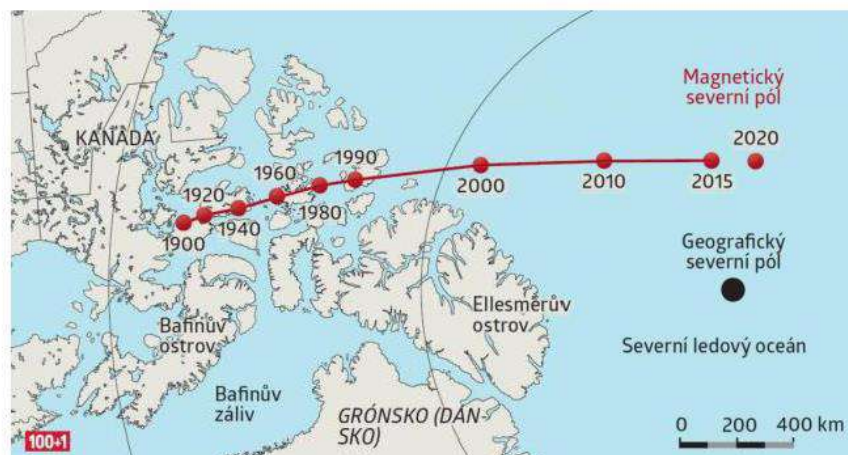 Magnetický
severní pól
KANADA
1990
2020
1960
1920
2000
2010
2015
1980
1940
1900
Geografický
severní pól
Ellesmérův
ostrov
Bafinův
ostrov
Severní ledový oceán
Bafinův
záliv
GRÓNSKO (DÁN-
SKO)
0 200 400 km
100+1